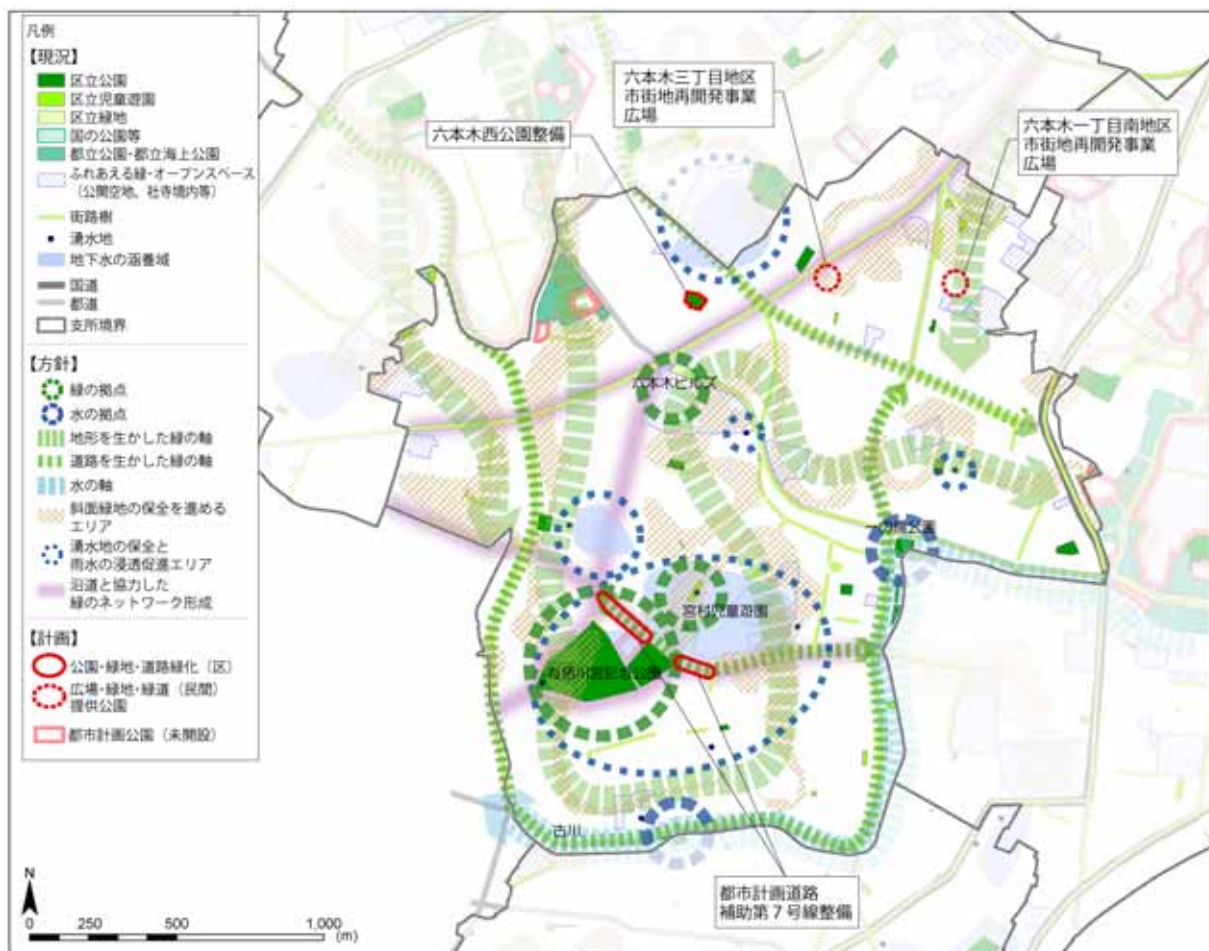 凡例
【現況】
区立公園
区立児童遊園
区立緑地
国の公園等
都立公園・都立海上公園
ふれあえる緑・オープンスペース
（公開空地、社寺境内等）
街路樹
湧水地
地下水の涵養域
国道
都道
支所境界
【方針】
緑の拠点
水の拠点
地形を生かした緑の軸
道路を生かした緑の軸
水の軸
斜面緑地の保全を進める
エリア
湧水地の保全と
雨水の浸透促進エリア
沿道と協力した
緑のネットワーク形成
【計画】
公園・緑地・道路緑化（区）
広場・緑地・緑道（民間）
提供公園
都市計画公園（未開設）
六本木西公園整備
六本木三丁目地区
市街地再開発事業
広場
六本木一丁目南地区
市街地再開発事業
広場
六本木ヒルズ
一の橋公園
宮村児童遊園
有栖川宮記念公園
古川
都市計画道路
補助第７号線整備
N
0 250 500 1,000
(m)